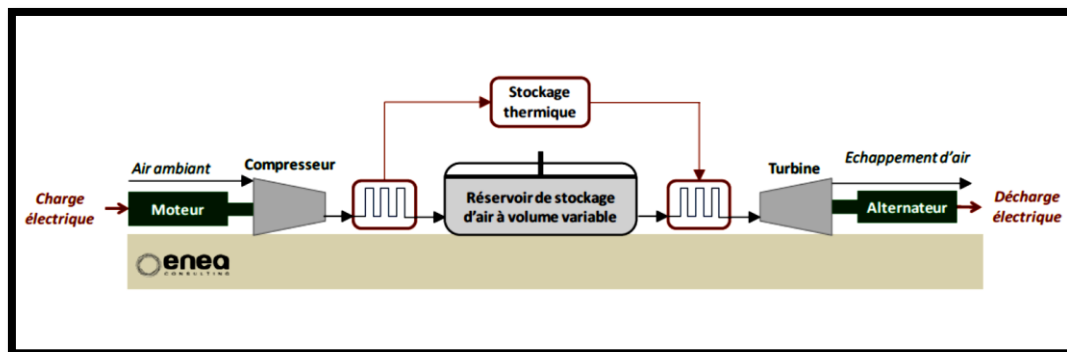 Stockage
thermique
Air ambiant
Compresseur
Turbine
Echappement d'air
Charge
électrique
Moteur
Réservoir de stockage
d'air à volume variable
Alternateur
Décharge
électrique
enea
CONSULTING